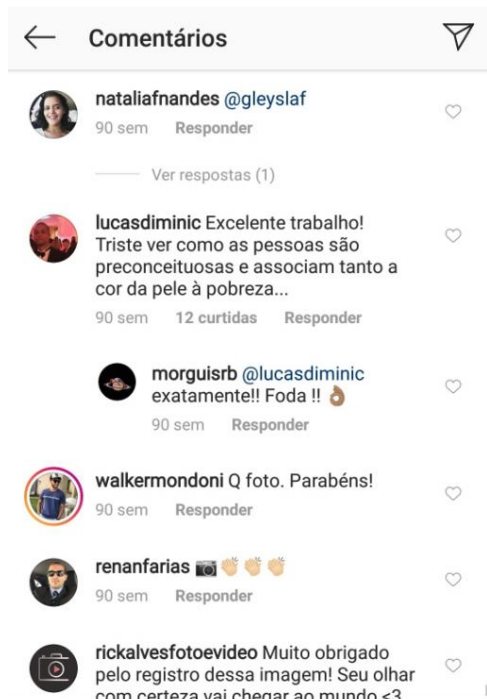 Comentários
nataliafnandes @gleyslaf
90 sem Responder
Ver respostas (1)
lucasdiminic Excelente trabalho!
Triste ver como as pessoas são
preconceituosas e associam tanto a
cor da pele à pobreza...
90 sem 12 curtidas Responder
morguisrb @lucasdiminic
exatamente!! Foda !! 👌🏽
90 sem Responder
walkermondoni Q foto. Parabéns!
90 sem Responder
renanfarias 📷👏🏼👏🏼👏🏼
90 sem Responder
rickalvesfotoevideo Muito obrigado
pelo registro dessa imagem! Seu olhar
com certeza vai chegar ao mundo <3